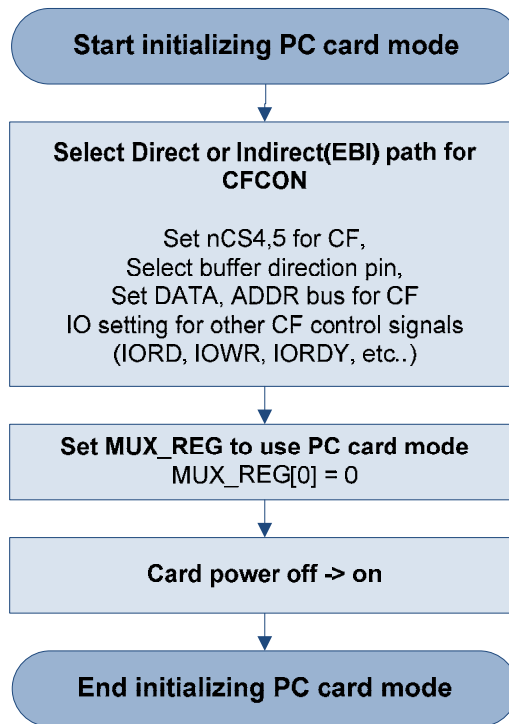 Start initializing PC card mode
Select Direct or Indirect(EBI) path for
CFCON
Set nCS4,5 for CF,
Select buffer direction pin,
Set DATA, ADDR bus for CF
IO setting for other CF control signals
(IORD, IOWR, IORDY, etc..)
Set MUX_REG to use PC card mode
MUX_REG[0] = 0
Card power off -> on
End initializing PC card mode